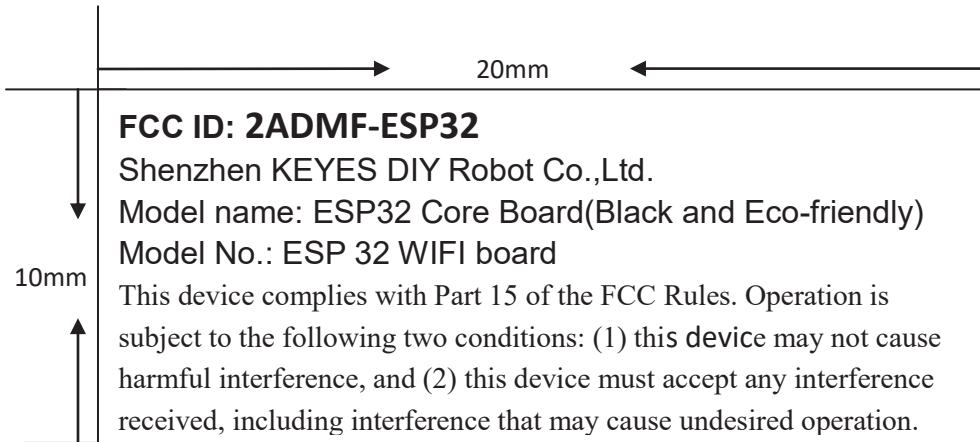 20mm
FCC ID: 2ADMF-ESP32
Shenzhen KEYES DIY Robot Co.,Ltd.
Model name: ESP32 Core Board(Black and Eco-friendly)
Model No.: ESP 32 WIFI board
10mm
This device complies with Part 15 of the FCC Rules. Operation is
subject to the following two conditions: (1) this device may not cause
harmful interference, and (2) this device must accept any interference
received, including interference that may cause undesired operation.